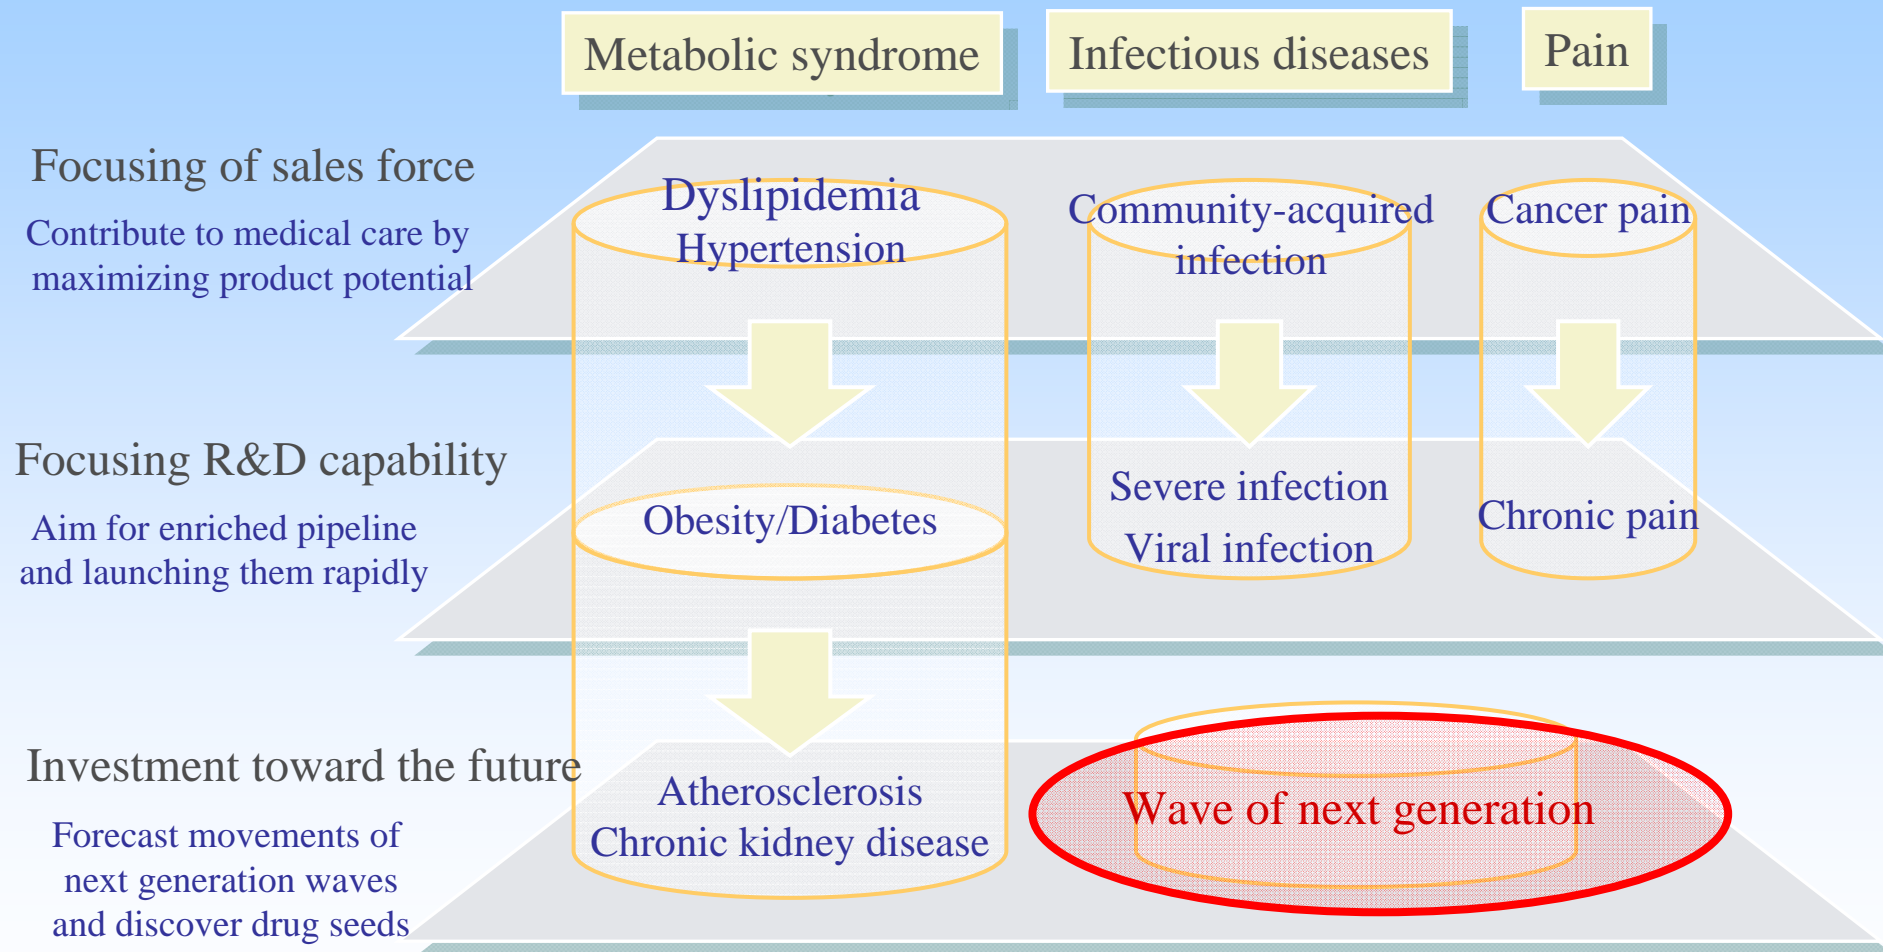 Metabolic syndrome
Infectious diseases
Pain
Focusing of sales force
Contribute to medical care by
maximizing product potential
Dyslipidemia
Hypertension
Community-acquired
infection
Cancer pain
Focusing R&D capability
Aim for enriched pipeline
and launching them rapidly
Obesity/Diabetes
Severe infection
Viral infection
Chronic pain
Investment toward the future
Forecast movements of
next generation waves
and discover drug seeds
Atherosclerosis
Chronic kidney disease
Wave of next generation